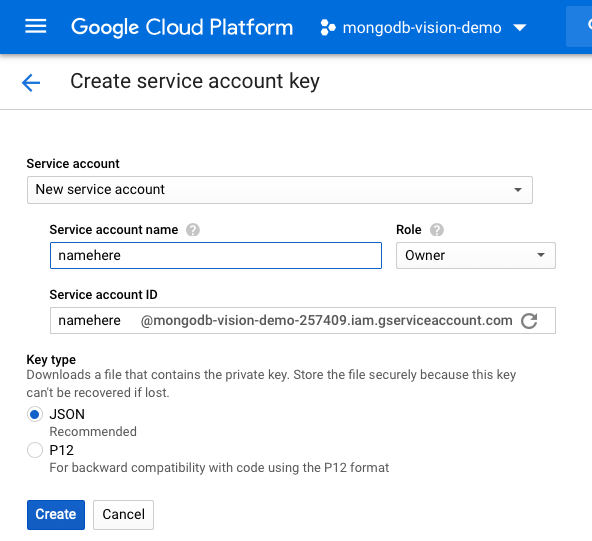 Google Cloud Platform mongodb-vision-demo
Create service account key
Service account
New service account
Service account name Role
namehere Owner
Service account ID
namehere @mongodb-vision-demo-257409.iam.gserviceaccount.com
Key type
Downloads a file that contains the private key. Store the file securely because this key
can't be recovered if lost.
JSON
Recommended
P12
For backward compatibility with code using the P12 format
Create Cancel